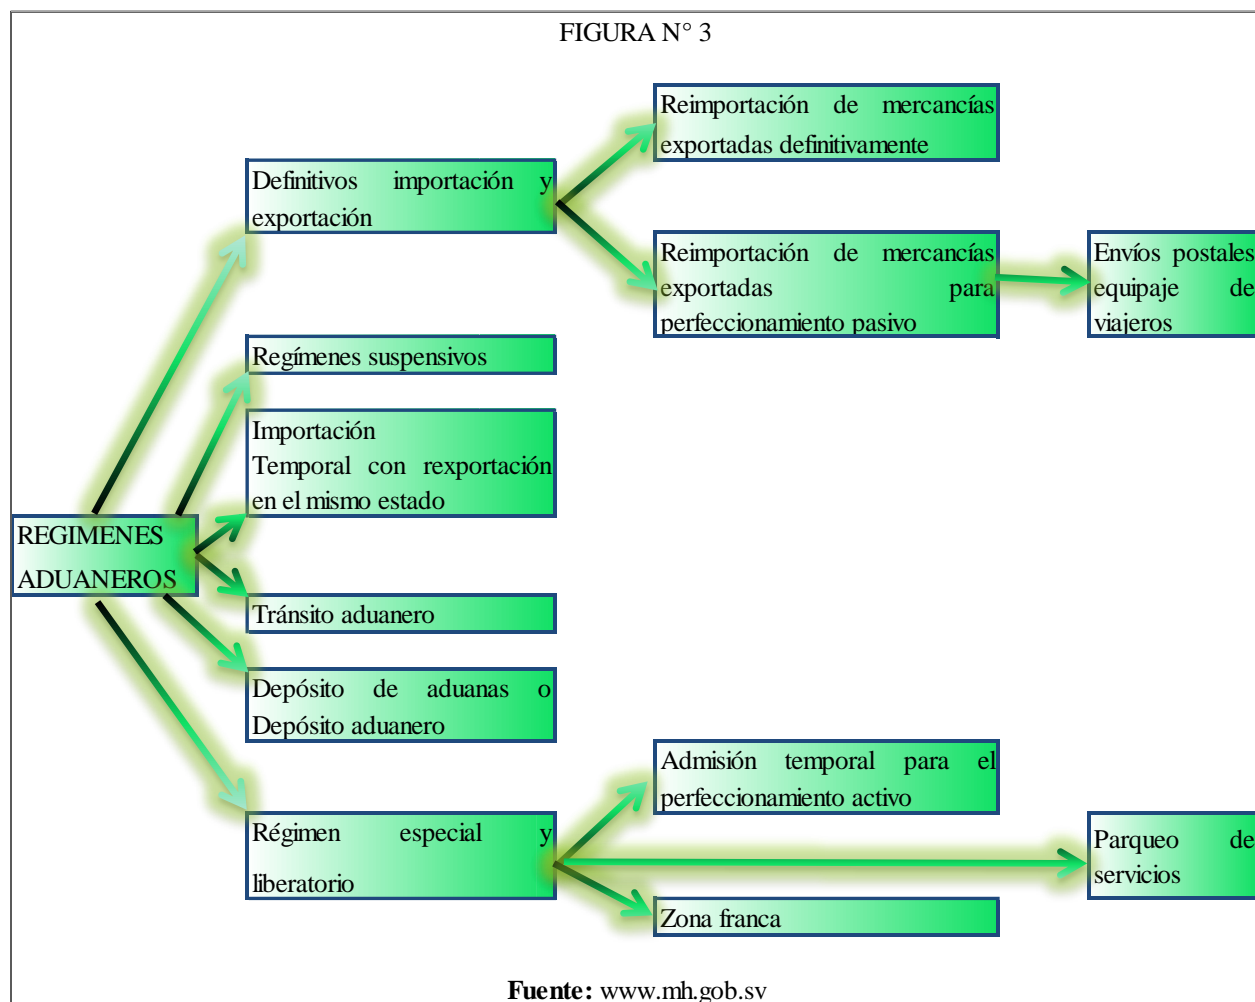 FIGURA N° 3
Reimportación de mercancías
exportadas definitivamente
Definitivos importación y
exportación
Reimportación de mercancías
exportadas para
perfeccionamiento pasivo
Envíos postales
equipaje de
viajeros
Regímenes suspensivos
Importación
Temporal con rexportación
en el mismo estado
REGIMENES
ADUANEROS
Tránsito aduanero
Depósito de aduanas o
Depósito aduanero
Admisión temporal para el
perfeccionamiento activo
Régimen especial y
liberatorio
Parqueo de
servicios
Zona franca
Fuente: www.mh.gob.sv